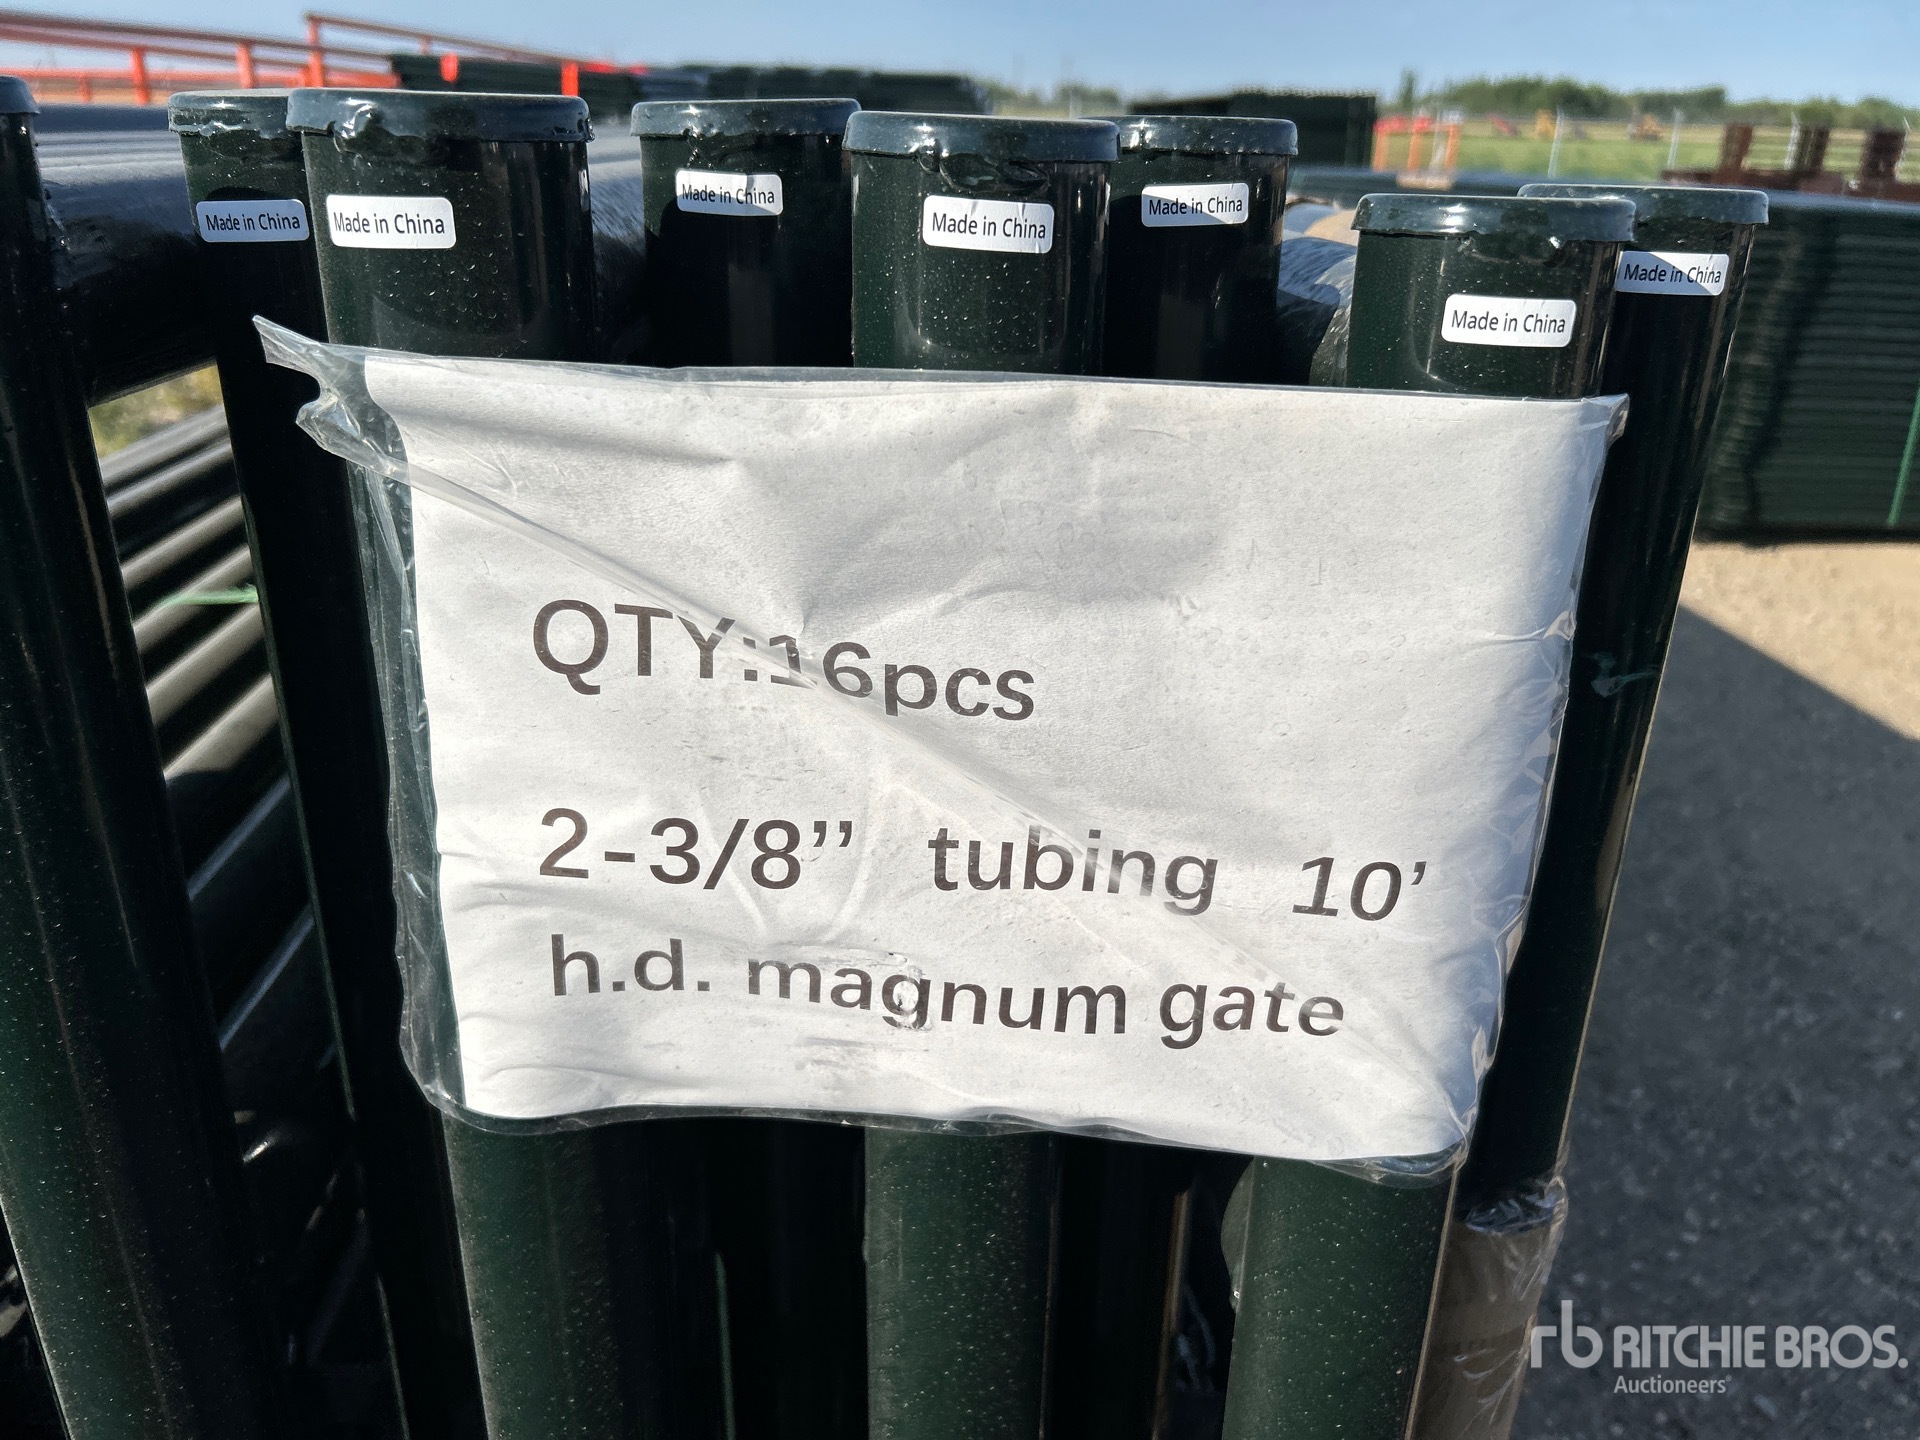 Made in China
Made in China
Made in China
Made in China
Made in China
Made in China
Made in China
QTY:16pcs
2-3/8” tubing 10’
h.d. magnum gate
rb RITCHIE BROS.
Auctioneers